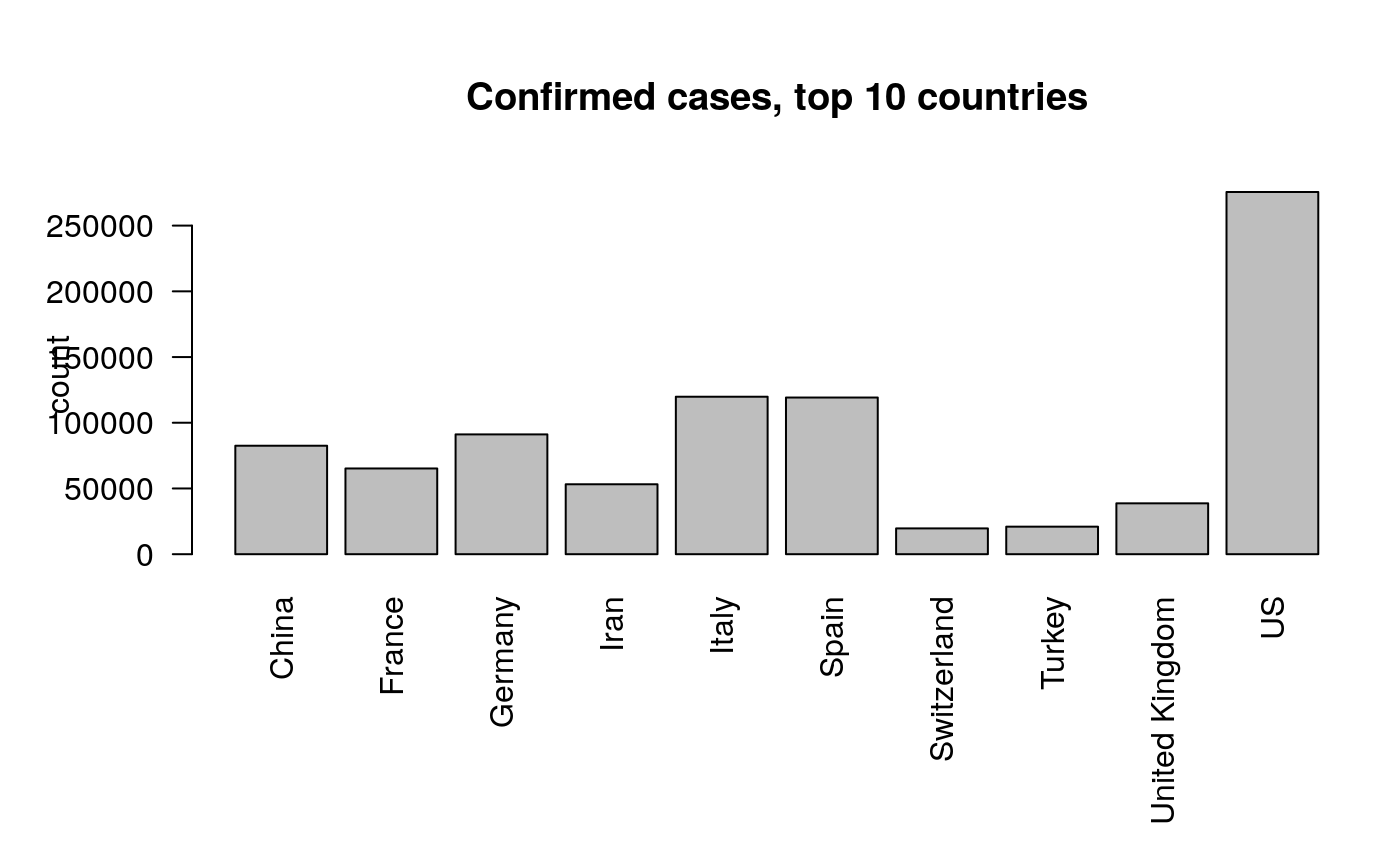 Confirmed cases, top 10 countries
250000
200000
150000
100000
50000
0
count
China
France
Germany
Iran
Italy
Spain
Switzerland
Turkey
United Kingdom
US